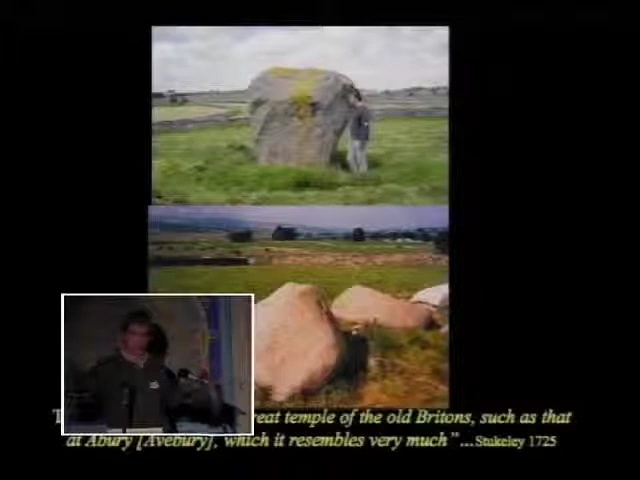 reat temple of the old Britons, such as that
at Abury [Avebury], which it resembles very much"...Stukeley 1725